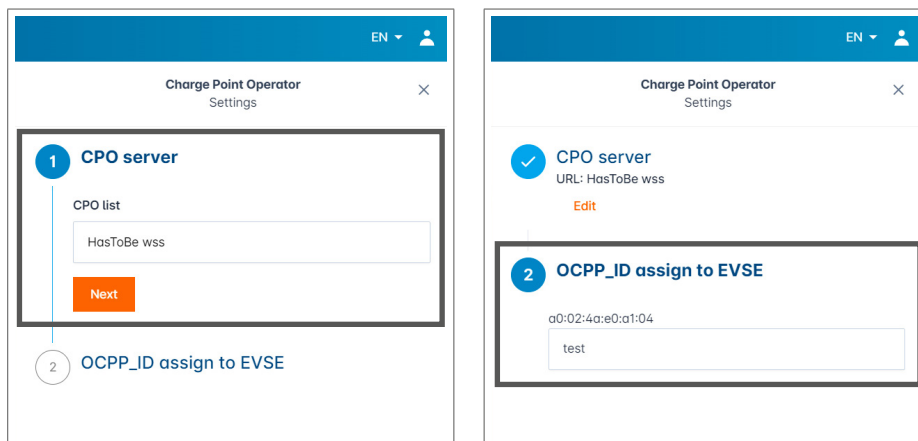 EN
Charge Point Operator
Settings
1 CPO server
CPO list
HasToBe wss
Next
2 OCPP_ID assign to EVSE
EN
Charge Point Operator
Settings
CPO server
URL: HasToBe wss
Edit
2 OCPP_ID assign to EVSE
a0:02:4a:e0:a1:04
test